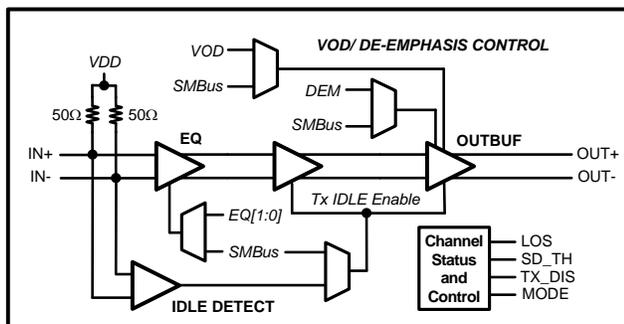 VOD
VOD/ DE-EMPHASIS CONTROL
VDD
SMBus
DEM
50Ω
50Ω
SMBus
EQ
OUTBUF
IN+
OUT+
IN-
OUT-
Tx IDLE Enable
EQ[1:0]
SMBus
Channel
Status
and
Control
LOS
SD_TH
TX_DIS
MODE
IDLE DETECT